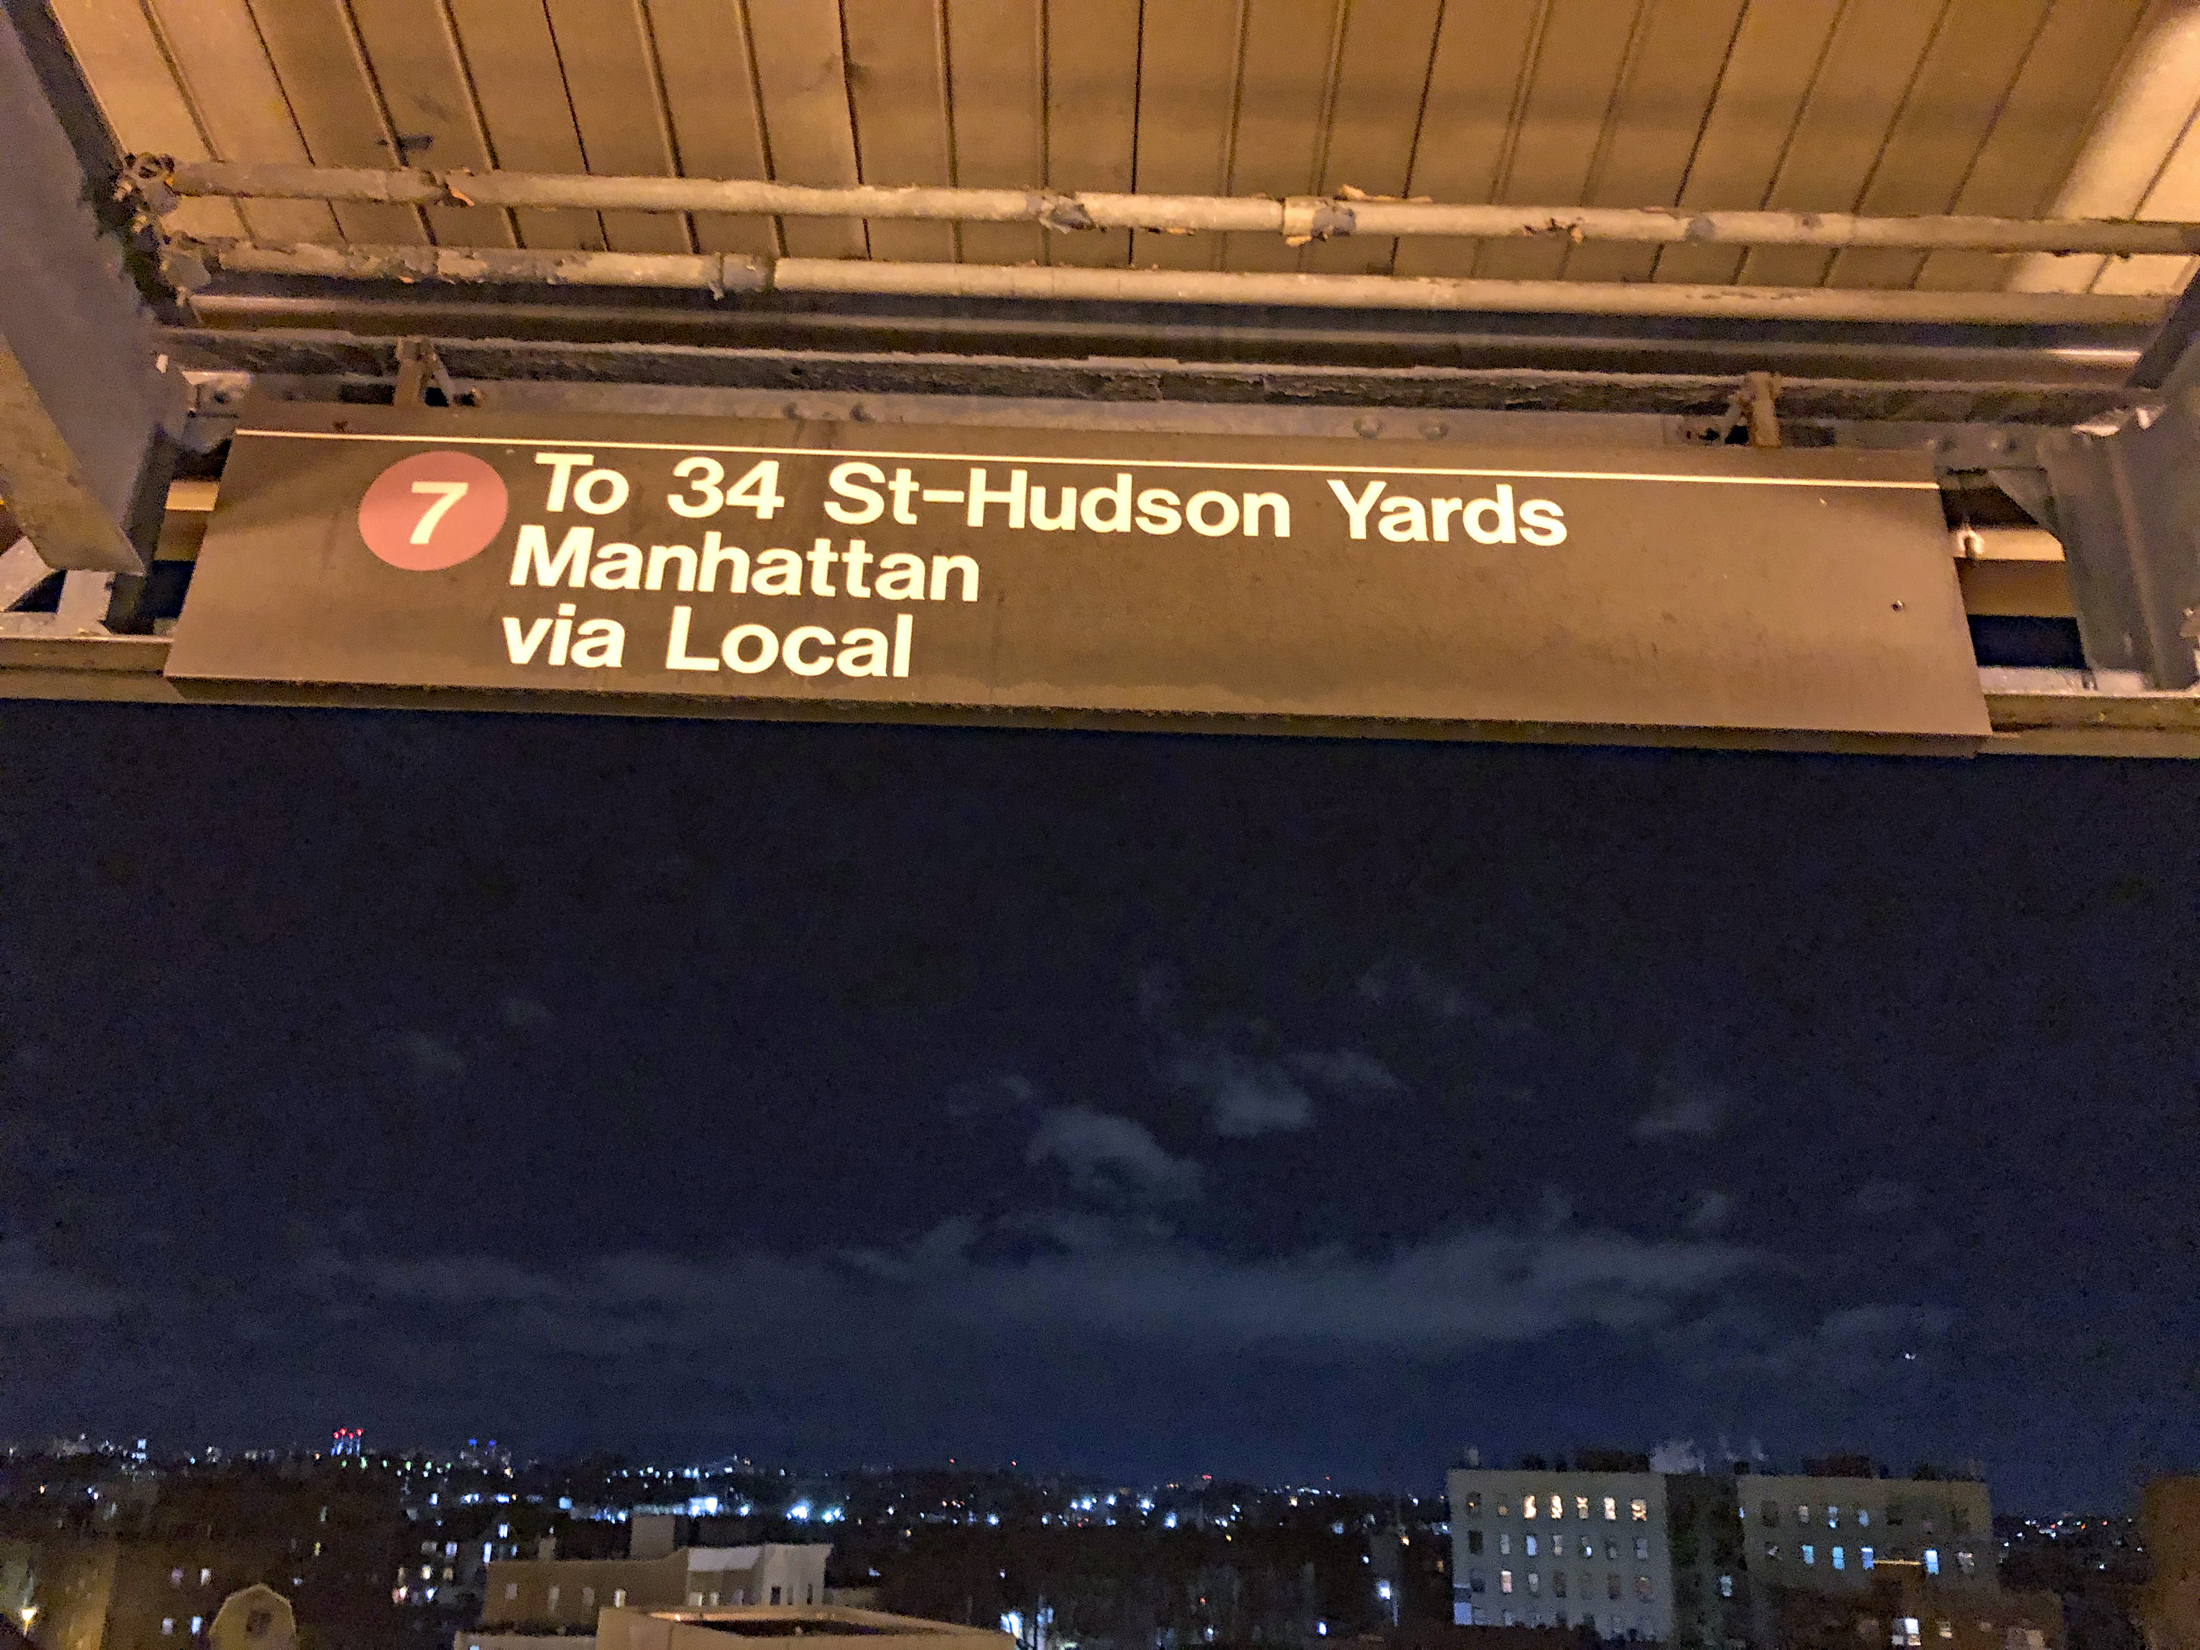 7 To 34 St-Hudson Yards
Manhattan
via Local